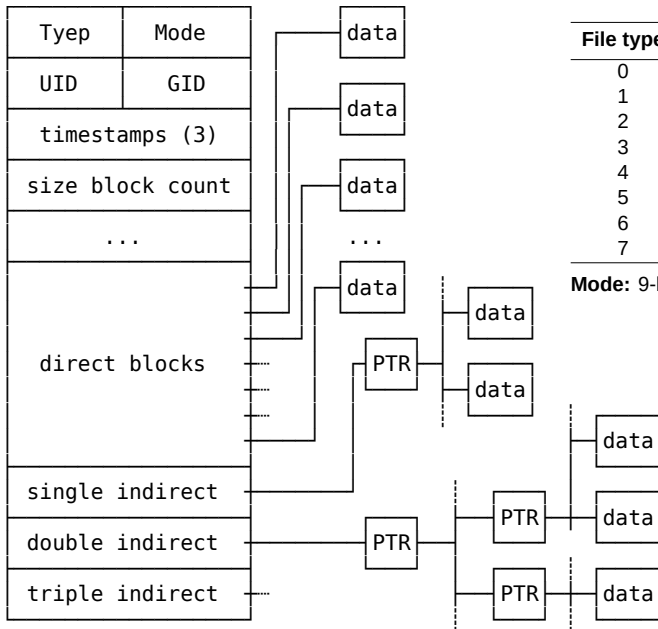 Tyep Mode
UID GID
timestamps (3)
size block count
...
direct blocks
single indirect
double indirect
triple indirect
data
data
data
...
data
PTR
data
data
PTR
PTR
data
data
PTR
data
File type
0
1
2
3
4
5
6
7
Mode: 9-